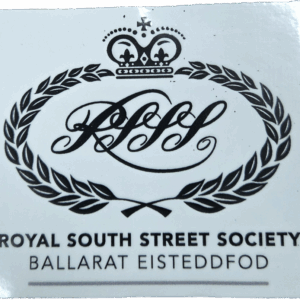 RSSS
ROYAL SOUTH STREET SOCIETY
BALLARAT EISTEDDFOD